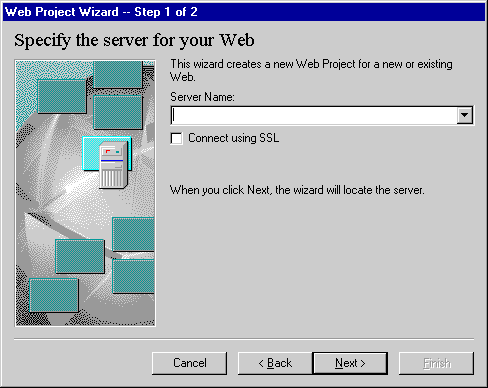 Web Project Wizard -- Step 1 of 2
Specify the server for your Web
This wizard creates a new Web Project for a new or existing
Web.
Server Name:
Connect using SSL
When you click Next, the wizard will locate the server.
Cancel
< Back
Next >
Finish